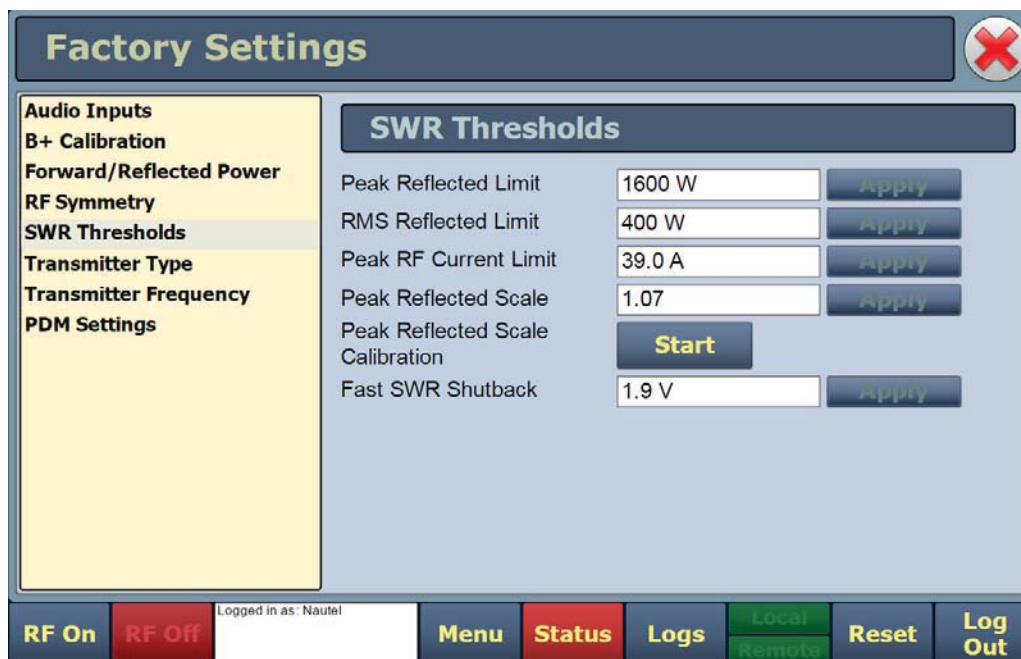 Factory Settings
Audio Inputs
B+ Calibration
Forward/Reflected Power
RF Symmetry
SWR Thresholds
Transmitter Type
Transmitter Frequency
PDM Settings
SWR Thresholds
Peak Reflected Limit 1600 W Apply
RMS Reflected Limit 400 W Apply
Peak RF Current Limit 39.0 A Apply
Peak Reflected Scale 1.07 Apply
Peak Reflected Scale
Calibration
Start
Fast SWR Shutback 1.9 V Apply
RF On
RF Off
Logged in as: Nautel
Menu
Status
Logs
Local
Remote
Reset
Log
Out